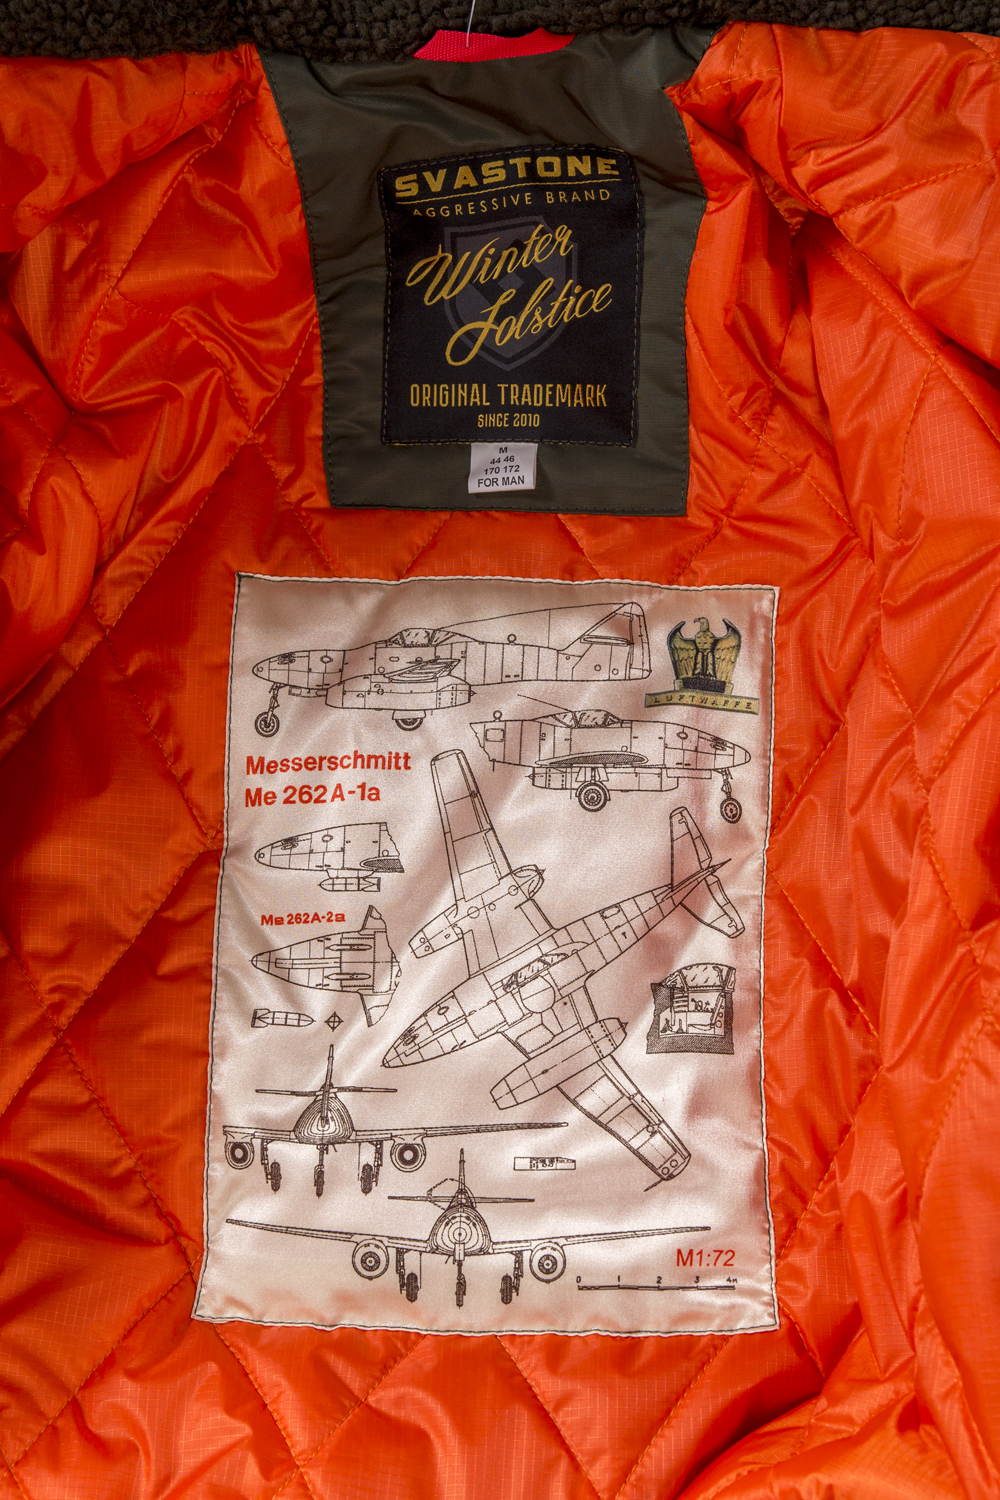 SVASTONE
AGGRESSIVE BRAND
Winter
Solstice
ORIGINAL TRADEMARK
SINCE 2010
M
44 46
170 172
FOR MAN
LUFTWAFFE
Messerschmitt
Me 262 A-1a
Me 262A-2a
M1:72
0 1 2 3 4m